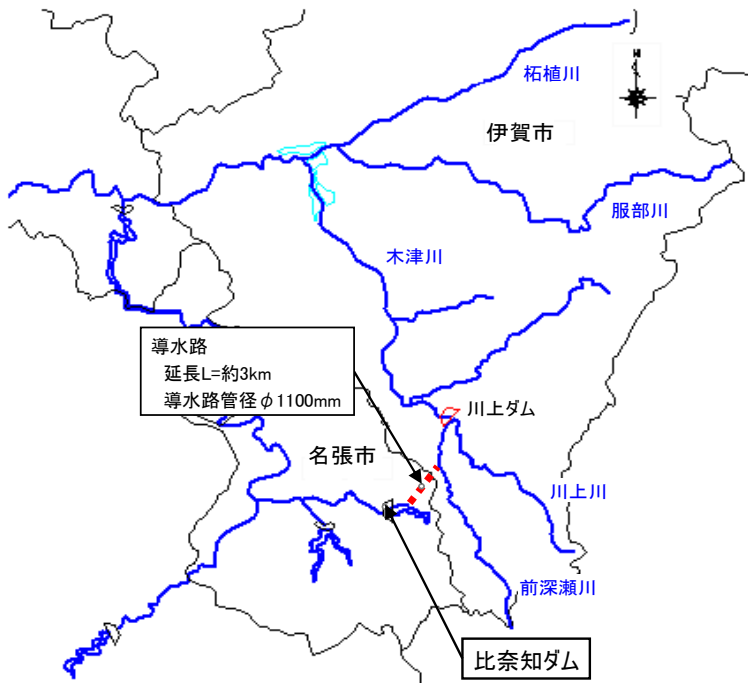 柘植川
N
伊賀市
服部川
木津川
導水路
延長L=約3km
導水路管径φ1100mm
川上ダム
名張市
川上川
前深瀬川
比奈知ダム